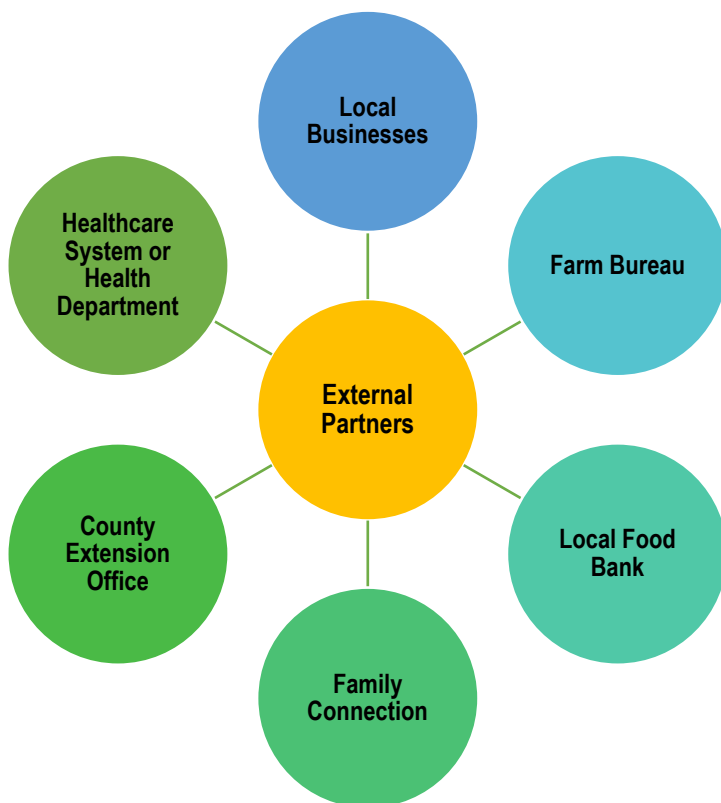 Local
Businesses
Healthcare
System or
Health
Department
Farm Bureau
External
Partners
County
Extension
Office
Local Food
Bank
Family
Connection